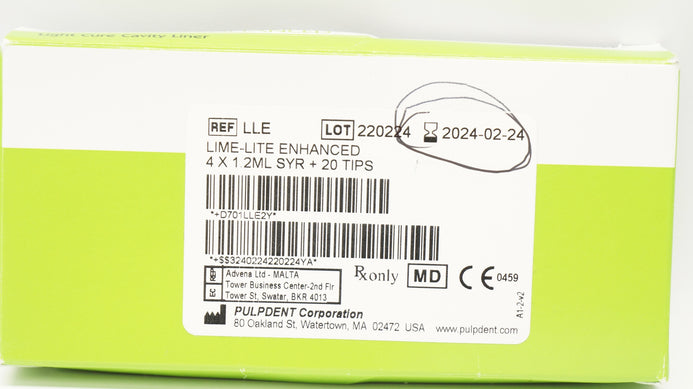 Light Cure Cavity Liner
REF LLE LOT 220224 2024-02-24
LIME-LITE ENHANCED
4 X 1.2ML SYR + 20 TIPS
*+D701LLE2Y*
*+$$3240224220224YA*
EC REP
Advena Ltd - MALTA
Tower Business Center-2nd Flr
Tower St, Swatar, BKR 4013
Rx only MD CE 0459
PULPDENT Corporation
80 Oakland St, Watertown, MA 02472 USA www.pulpdent.com
A1-2-v2